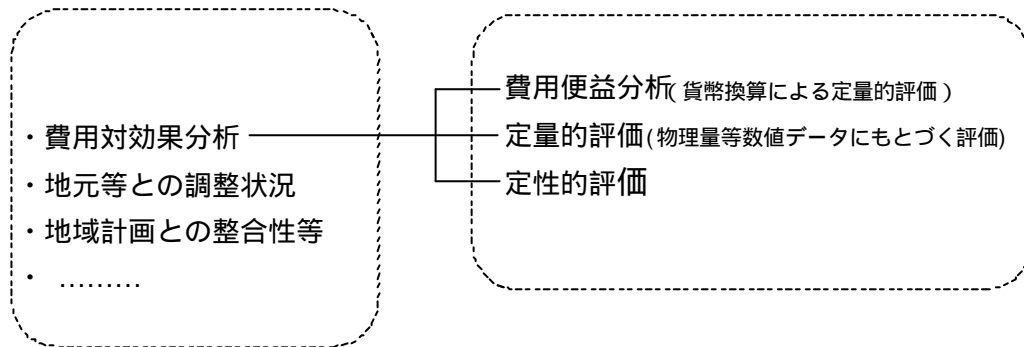 ・費用対効果分析
・地元等との調整状況
・地域計画との整合性等
・ ………
費用便益分析(貨幣換算による定量的評価)
定量的評価(物理量等数値データにもとづく評価)
定性的評価